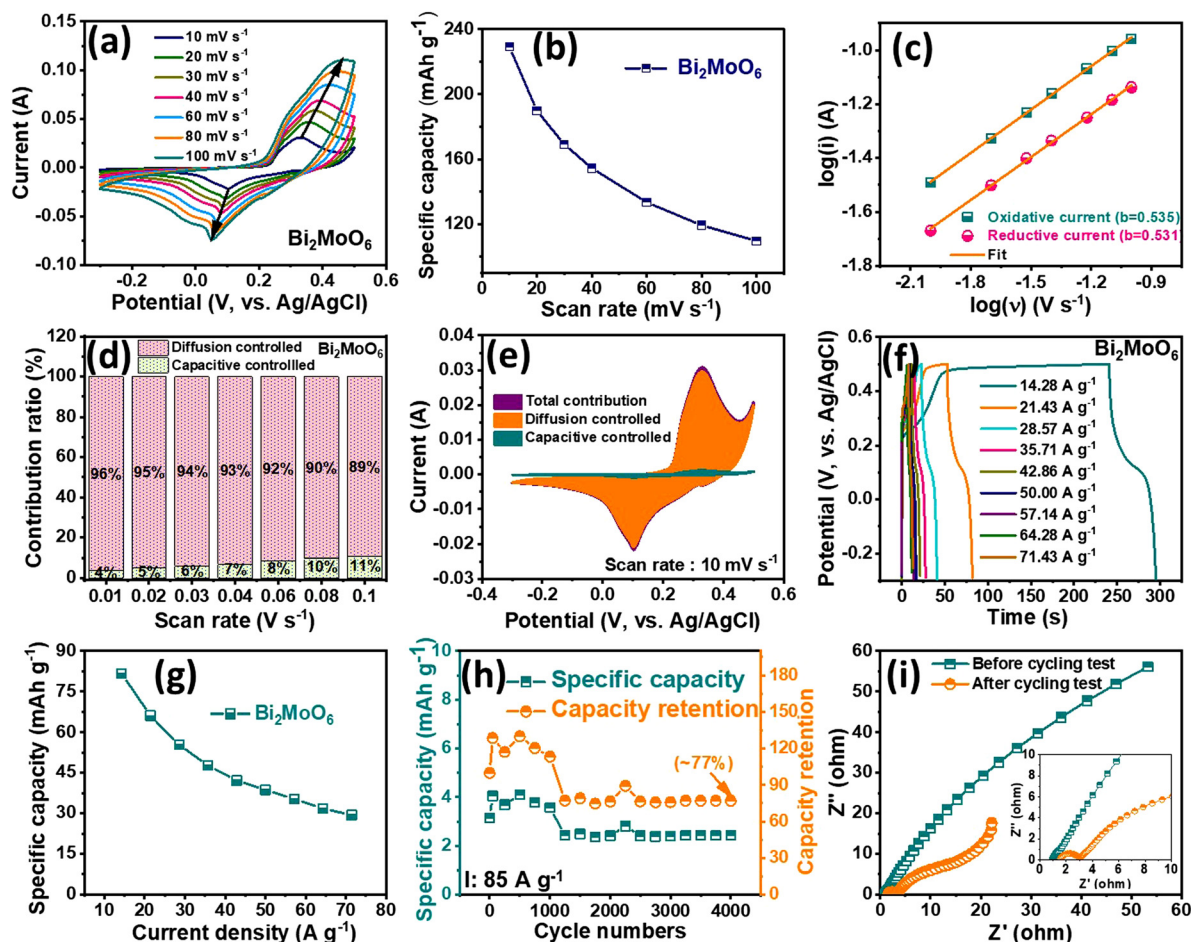 (a)
10 mV s⁻¹
20 mV s⁻¹
30 mV s⁻¹
40 mV s⁻¹
60 mV s⁻¹
80 mV s⁻¹
100 mV s⁻¹
Bi₂MoO₆
0.15
0.10
0.05
0.00
-0.05
-0.10
Current (A)
-0.3 0.0 0.2 0.4 0.6
Potential (V, vs. Ag/AgCl)
(b)
Bi₂MoO₆
240
200
160
120
Specific capacity (mAh g⁻¹)
0 20 40 60 80 100
Scan rate (mV s⁻¹)
(c)
-1.0
-1.2
-1.4
-1.6
-1.8
log(i) (A)
Oxidative current (b=0.535)
Reductive current (b=0.531)
Fit
-2.1 -1.8 -1.5 -1.2 -0.9
log(ν) (V s⁻¹)
(d)
Diffusion controlled
Capacitive controllled
Bi₂MoO₆
120
100
80
60
40
20
0
Contribution ratio (%)
96% 95% 94% 93% 92% 90% 89%
4% 5% 6% 7% 8% 10% 11%
0.01 0.02 0.03 0.04 0.06 0.08 0.1
Scan rate (V s⁻¹)
(e)
Total contribution
Diffusion controlled
Capacitive controlled
0.04
0.03
0.02
0.01
0.00
-0.01
-0.02
-0.03
Current (A)
Scan rate : 10 mV s⁻¹
-0.4 -0.2 0.0 0.2 0.4 0.6
Potential (V, vs. Ag/AgCl)
(f)
Bi₂MoO₆
14.28 A g⁻¹
21.43 A g⁻¹
28.57 A g⁻¹
35.71 A g⁻¹
42.86 A g⁻¹
50.00 A g⁻¹
57.14 A g⁻¹
64.28 A g⁻¹
71.43 A g⁻¹
0.5
0.2
0.0
-0.2
Potential (V, vs. Ag/AgCl)
0 50 100 150 200 250 300
Time (s)
(g)
Bi₂MoO₆
90
75
60
45
30
15
0
Specific capacity (mAh g⁻¹)
10 20 30 40 50 60 70 80
Current density (A g⁻¹)
(h)
Specific capacity
Capacity retention
(~77%)
I: 85 A g⁻¹
10
8
6
4
2
0
Specific capacity (mAh g⁻¹)
180
150
120
90
60
30
0
Capacity retention
0 1000 2000 3000 4000
Cycle numbers
(i)
Before cycling test
After cycling test
60
50
40
30
20
10
0
Z'' (ohm)
0 10 20 30 40 50 60
Z' (ohm)
10
8
6
4
2
0
Z'' (ohm)
0 2 4 6 8 10
Z' (ohm)